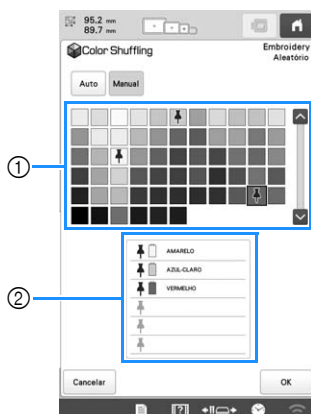 95.2 mm
89.7 mm
Color Shuffling
Embroidery
Aleatório
Auto
Manual
①
②
AMARELO
AZUL-CLARO
VERMELHO
Cancelar
OK